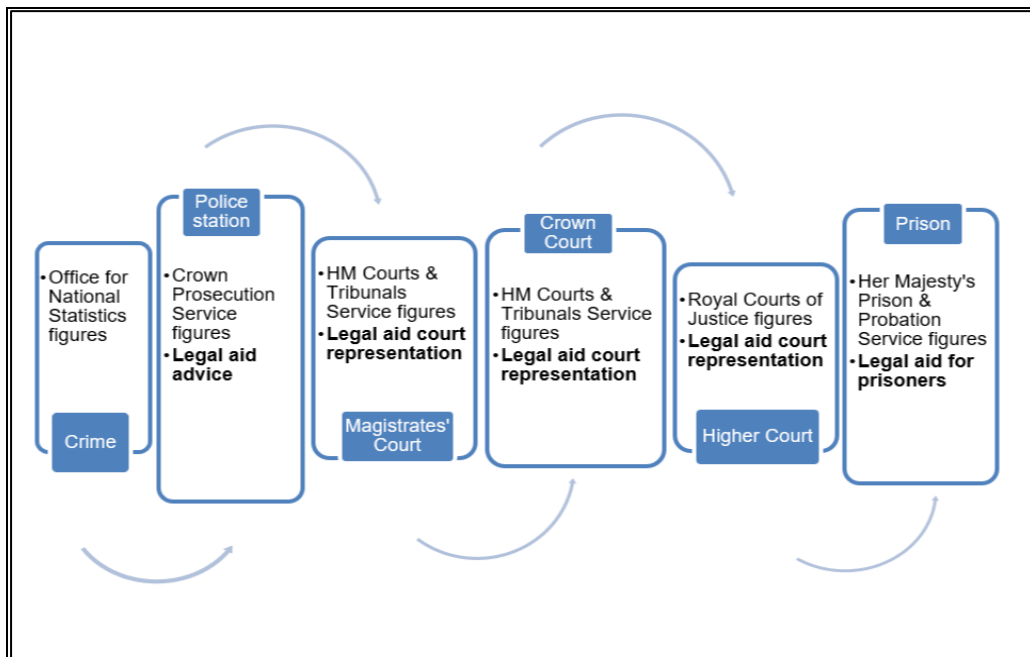 Crime
•Office for
National
Statistics
figures
Police
station
•Crown
Prosecution
Service
figures
•Legal aid
advice
•HM Courts &
Tribunals
Service figures
•Legal aid court
representation
Magistrates'
Court
Crown
Court
•HM Courts &
Tribunals Service
figures
•Legal aid court
representation
•Royal Courts of
Justice figures
•Legal aid court
representation
Higher Court
Prison
•Her Majesty's
Prison &
Probation
Service figures
•Legal aid for
prisoners